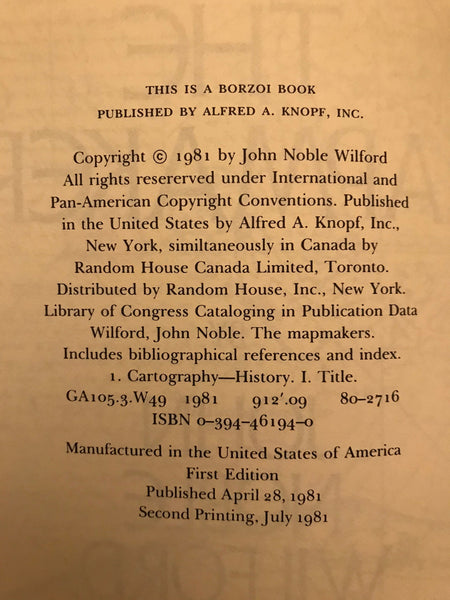 THIS IS A BORZOI BOOK
PUBLISHED BY ALFRED A. KNOPF, INC.
Copyright © 1981 by John Noble Wilford
All rights resererved under International and
Pan-American Copyright Conventions. Published
in the United States by Alfred A. Knopf, Inc.,
New York, similtaneously in Canada by
Random House Canada Limited, Toronto.
Distributed by Random House, Inc., New York.
Library of Congress Cataloging in Publication Data
Wilford, John Noble. The mapmakers.
Includes bibliographical references and index.
1. Cartography—History. I. Title.
GA105.3.W49 1981 912′.09 80–2716
ISBN 0–394–46194–0
Manufactured in the United States of America
First Edition
Published April 28, 1981
Second Printing, July 1981